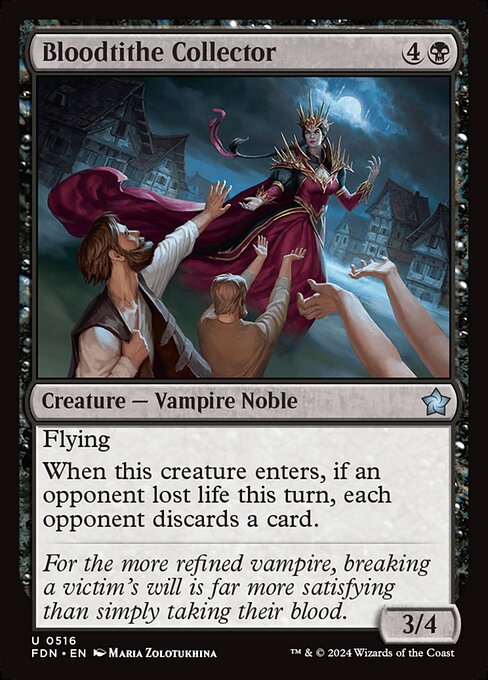 Bloodtithe Collector 4
Creature — Vampire Noble
Flying
When this creature enters, if an
opponent lost life this turn, each
opponent discards a card.
For the more refined vampire, breaking
a victim's will is far more satisfying
than simply taking their blood.
3/4
U 0516
FDN • EN Maria Zolotukhina
™ & © 2024 Wizards of the Coast